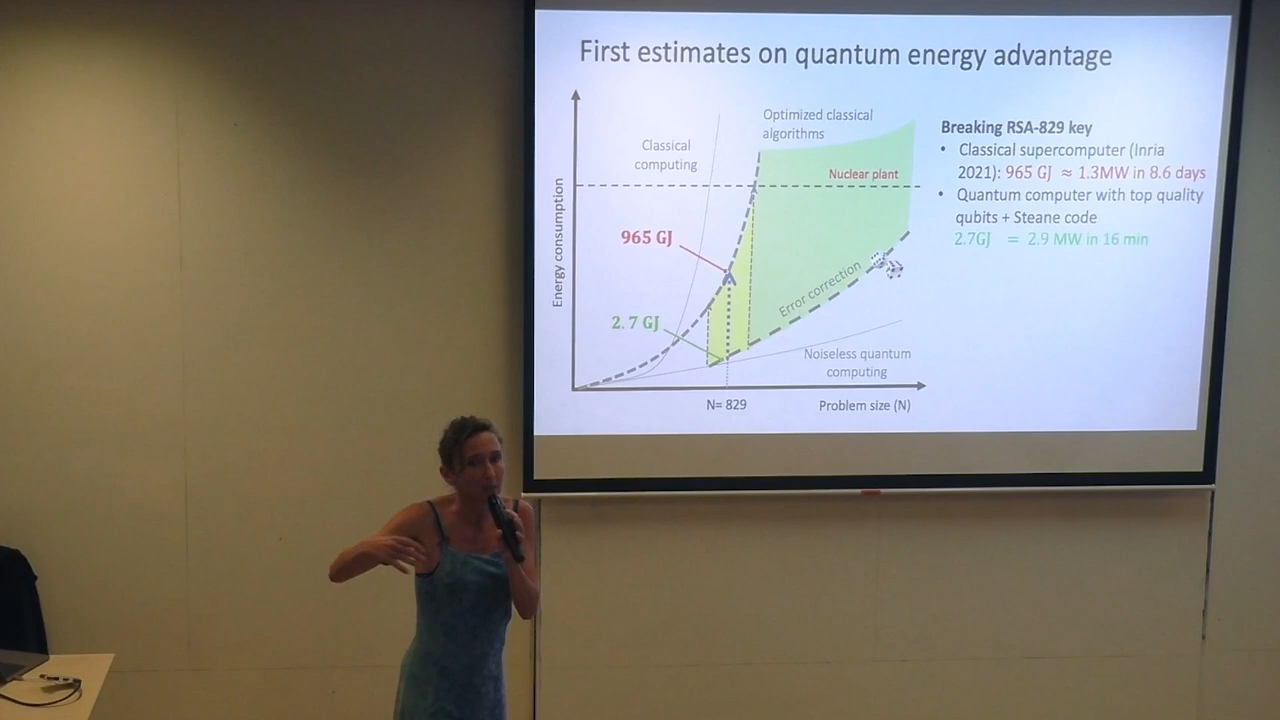 First estimates on quantum energy advantage
Optimized classical
algorithms
Classical
computing
Nuclear plant
965 GJ
2.7 GJ
Error correction
Noiseless quantum
computing
Energy consumption
N= 829
Problem size (N)
Breaking RSA-829 key
• Classical supercomputer (Inria
2021): 965 GJ ≈ 1.3MW in 8.6 days
• Quantum computer with top quality
qubits + Steane code
2.7GJ = 2.9 MW in 16 min